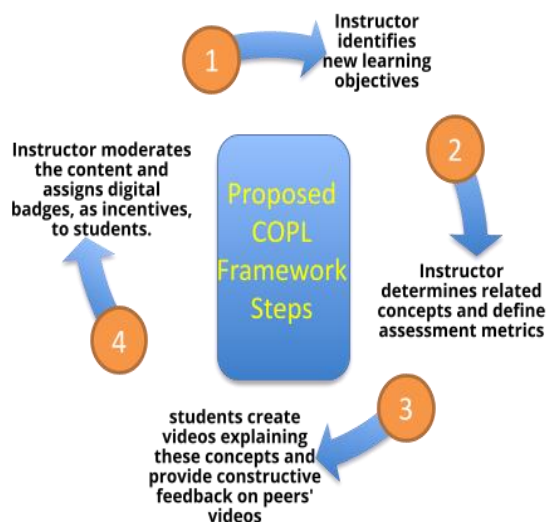 1
Instructor
identifies
new learning
objectives
2
Instructor
determines related
concepts and define
assessment metrics
3
students create
videos explaining
these concepts and
provide constructive
feedback on peers'
videos
4
Instructor moderates
the content and
assigns digital
badges, as incentives,
to students.
Proposed
COPL
Framework
Steps